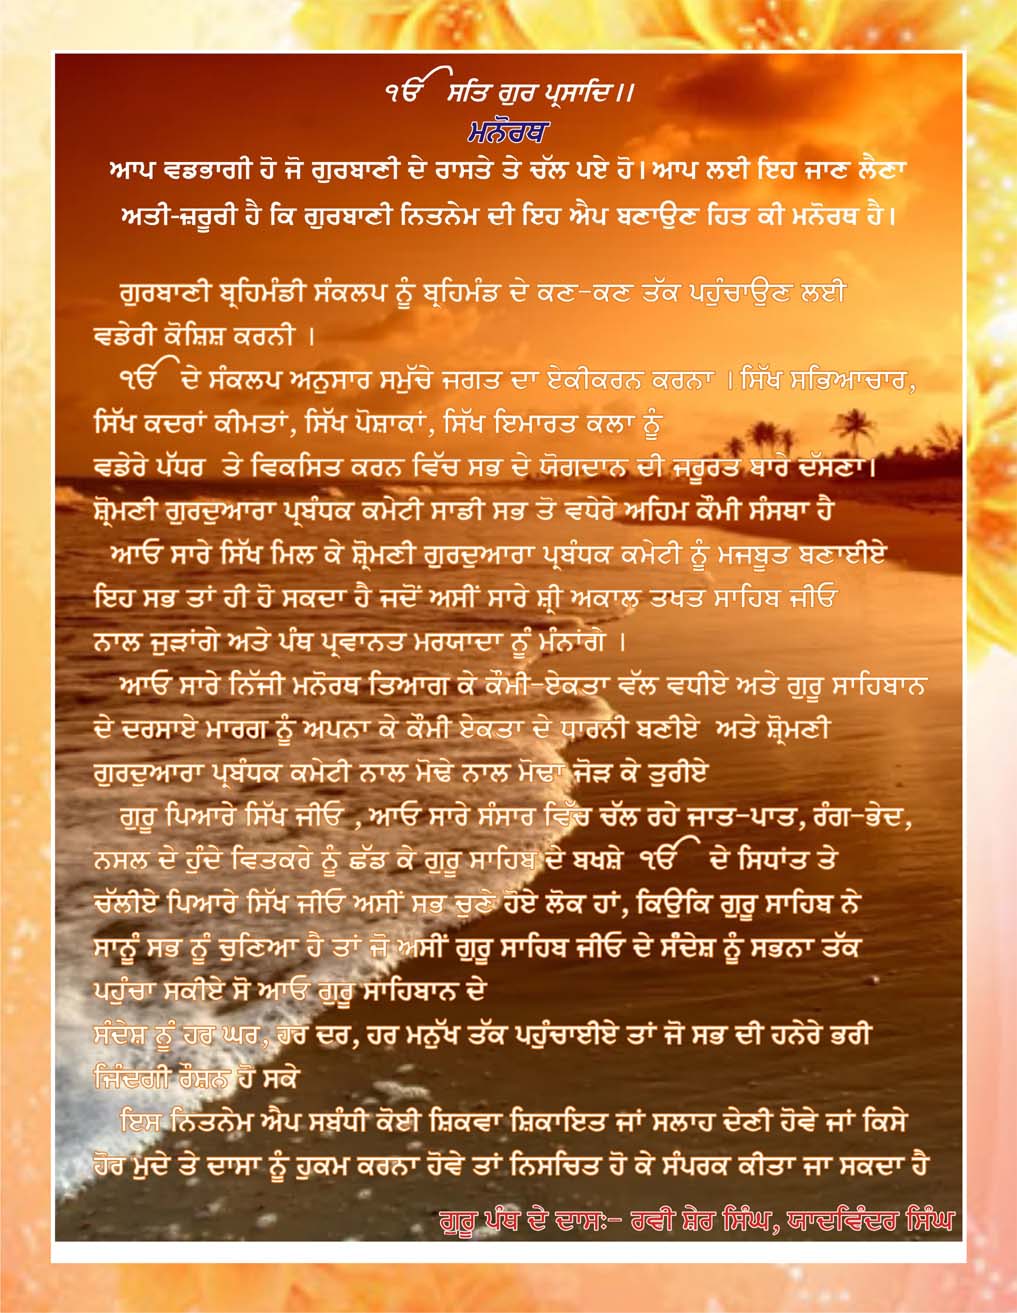 ੴ ਸਤਿ ਗੁਰ ਪ੍ਰਸਾਦਿ।।
ਮਨੋਰਥ
ਆਪ ਵਡਭਾਗੀ ਹੋ ਜੋ ਗੁਰਬਾਣੀ ਦੇ ਰਾਸਤੇ ਤੇ ਚੱਲ ਪਏ ਹੋ। ਆਪ ਲਈ ਇਹ ਜਾਣ ਲੈਣਾ
ਅਤੀ-ਜ਼ਰੂਰੀ ਹੈ ਕਿ ਗੁਰਬਾਣੀ ਨਿਤਨੇਮ ਦੀ ਇਹ ਐਪ ਬਣਾਉਣ ਹਿਤ ਕੀ ਮਨੋਰਥ ਹੈ।
ਗੁਰਬਾਣੀ ਬ੍ਰਹਿਮੰਡੀ ਸੰਕਲਪ ਨੂੰ ਬ੍ਰਹਿਮੰਡ ਦੇ ਕਣ-ਕਣ ਤੱਕ ਪਹੁੰਚਾਉਣ ਲਈ
ਵਡੇਰੀ ਕੋਸ਼ਿਸ਼ ਕਰਨੀ ।
ੴ ਦੇ ਸੰਕਲਪ ਅਨੁਸਾਰ ਸਮੁੱਚੇ ਜਗਤ ਦਾ ਏਕੀਕਰਨ ਕਰਨਾ । ਸਿੱਖ ਸਭਿਆਚਾਰ,
ਸਿੱਖ ਕਦਰਾਂ ਕੀਮਤਾਂ, ਸਿੱਖ ਪੋਸ਼ਾਕਾਂ, ਸਿੱਖ ਇਮਾਰਤ ਕਲਾ ਨੂੰ
ਵਡੇਰੇ ਪੱਧਰ ਤੇ ਵਿਕਸਿਤ ਕਰਨ ਵਿੱਚ ਸਭ ਦੇ ਯੋਗਦਾਨ ਦੀ ਜਰੂਰਤ ਬਾਰੇ ਦੱਸਣਾ।
ਸ਼੍ਰੋਮਣੀ ਗੁਰਦੁਆਰਾ ਪ੍ਰਬੰਧਕ ਕਮੇਟੀ ਸਾਡੀ ਸਭ ਤੋ ਵਧੇਰੇ ਅਹਿਮ ਕੌਮੀ ਸੰਸਥਾ ਹੈ
ਆਓ ਸਾਰੇ ਸਿੱਖ ਮਿਲ ਕੇ ਸ਼੍ਰੋਮਣੀ ਗੁਰਦੁਆਰਾ ਪ੍ਰਬੰਧਕ ਕਮੇਟੀ ਨੂੰ ਮਜਬੂਤ ਬਣਾਈਏ
ਇਹ ਸਭ ਤਾਂ ਹੀ ਹੋ ਸਕਦਾ ਹੈ ਜਦੋਂ ਅਸੀਂ ਸਾਰੇ ਸ਼੍ਰੀ ਅਕਾਲ ਤਖਤ ਸਾਹਿਬ ਜੀਓ
ਨਾਲ ਜੁੜਾਂਗੇ ਅਤੇ ਪੰਥ ਪ੍ਰਵਾਨਤ ਮਰਯਾਦਾ ਨੂੰ ਮੰਨਾਂਗੇ ।
ਆਓ ਸਾਰੇ ਨਿੱਜੀ ਮਨੋਰਥ ਤਿਆਗ ਕੇ ਕੌਮੀ-ਏਕਤਾ ਵੱਲ ਵਧੀਏ ਅਤੇ ਗੁਰੂ ਸਾਹਿਬਾਨ
ਦੇ ਦਰਸਾਏ ਮਾਰਗ ਨੂੰ ਅਪਨਾ ਕੇ ਕੌਮੀ ਏਕਤਾ ਦੇ ਧਾਰਨੀ ਬਣੀਏ ਅਤੇ ਸ਼੍ਰੋਮਣੀ
ਗੁਰਦੁਆਰਾ ਪ੍ਰਬੰਧਕ ਕਮੇਟੀ ਨਾਲ ਮੋਢੇ ਨਾਲ ਮੋਢਾ ਜੋੜ ਕੇ ਤੁਰੀਏ
ਗੁਰੂ ਪਿਆਰੇ ਸਿੱਖ ਜੀਓ , ਆਓ ਸਾਰੇ ਸੰਸਾਰ ਵਿੱਚ ਚੱਲ ਰਹੇ ਜਾਤ-ਪਾਤ, ਰੰਗ-ਭੇਦ,
ਨਸਲ ਦੇ ਹੁੰਦੇ ਵਿਤਕਰੇ ਨੂੰ ਛੱਡ ਕੇ ਗੁਰੂ ਸਾਹਿਬ ਦੇ ਬਖਸ਼ੇ ੴ ਦੇ ਸਿਧਾਂਤ ਤੇ
ਚੱਲੀਏ ਪਿਆਰੇ ਸਿੱਖ ਜੀਓ ਅਸੀਂ ਸਭ ਚੁਣੇ ਹੋਏ ਲੋਕ ਹਾਂ, ਕਿਉਕਿ ਗੁਰੂ ਸਾਹਿਬ ਨੇ
ਸਾਨੂੰ ਸਭ ਨੂੰ ਚੁਣਿਆ ਹੈ ਤਾਂ ਜੋ ਅਸੀਂ ਗੁਰੂ ਸਾਹਿਬ ਜੀਓ ਦੇ ਸੰਦੇਸ਼ ਨੂੰ ਸਭਨਾ ਤੱਕ
ਪਹੁੰਚਾ ਸਕੀਏ ਸੋ ਆਓ ਗੁਰੂ ਸਾਹਿਬਾਨ ਦੇ
ਸੰਦੇਸ਼ ਨੂੰ ਹਰ ਘਰ, ਹਰ ਦਰ, ਹਰ ਮਨੁੱਖ ਤੱਕ ਪਹੁੰਚਾਈਏ ਤਾਂ ਜੋ ਸਭ ਦੀ ਹਨੇਰੇ ਭਰੀ
ਜਿੰਦਗੀ ਰੌਸ਼ਨ ਹੋ ਸਕੇ
ਇਸ ਨਿਤਨੇਮ ਐਪ ਸਬੰਧੀ ਕੋਈ ਸ਼ਿਕਵਾ ਸ਼ਿਕਾਇਤ ਜਾਂ ਸਲਾਹ ਦੇਣੀ ਹੋਵੇ ਜਾਂ ਕਿਸੇ
ਹੋਰ ਮੁਦੇ ਤੇ ਦਾਸਾ ਨੂੰ ਹੁਕਮ ਕਰਨਾ ਹੋਵੇ ਤਾਂ ਨਿਸਚਿਤ ਹੋ ਕੇ ਸੰਪਰਕ ਕੀਤਾ ਜਾ ਸਕਦਾ ਹੈ
ਗੁਰੂ ਪੰਥ ਦੇ ਦਾਸ:- ਰਵੀ ਸ਼ੇਰ ਸਿੰਘ, ਯਾਦਵਿੰਦਰ ਸਿੰਘ